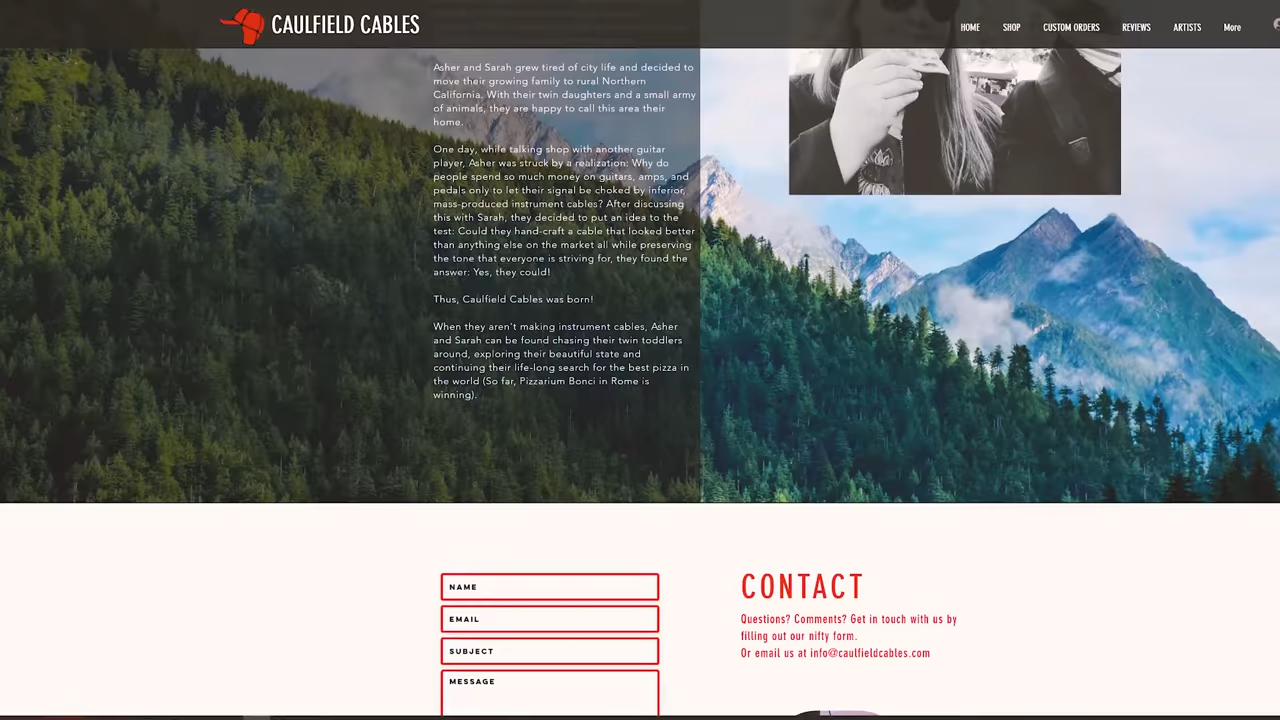 CAULFIELD CABLES
HOME
SHOP
CUSTOM ORDERS
REVIEWS
ARTISTS
More
Asher and Sarah grew tired of city life and decided to
move their growing family to rural Northern
California. With their twin daughters and a small army
of animals, they are happy to call this area their
home.
One day, while talking shop with another guitar
player, Asher was struck by a realization: Why do
people spend so much money on guitars, amps, and
pedals only to let their signal be choked by inferior,
mass-produced instrument cables? After discussing
this with Sarah, they decided to put an idea to the
test: Could they hand-craft a cable that looked better
than anything else on the market all while preserving
the tone that everyone is striving for, they found the
answer: Yes, they could!
Thus, Caulfield Cables was born!
When they aren't making instrument cables, Asher
and Sarah can be found chasing their twin toddlers
around, exploring their beautiful state and
continuing their life-long search for the best pizza in
the world (So far, Pizzarium Bonci in Rome is
winning).
NAME
EMAIL
SUBJECT
MESSAGE
CONTACT
Questions? Comments? Get in touch with us by
filling out our nifty form.
Or email us at info@caulfieldcables.com